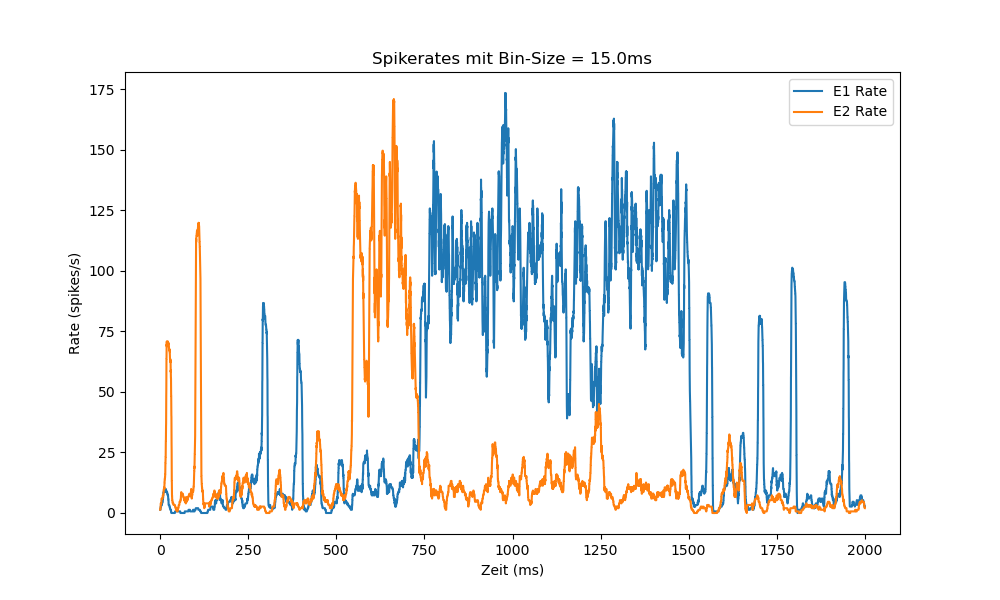 Spikerates mit Bin-Size = 15.0ms
E1 Rate
E2 Rate
175
150
125
100
75
50
25
0
Rate (spikes/s)
0 250 500 750 1000 1250 1500 1750 2000
Zeit (ms)